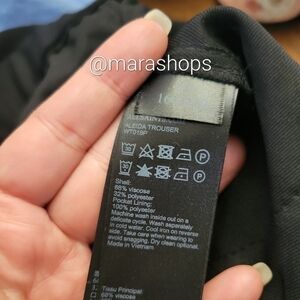 @marashops
ALEIDA TROUSER
WT019P
Shell:
68% viscose
32% polyester
Pocket Lining:
100% polyester
Machine wash inside out on a
delicate cycle. Wash separately
in cold water. Cool iron on reverse
side. Take care when wearing to
avoid snagging. Dry clean optional.
Made in
Vietnam
Tissu Principal:
68% viscose